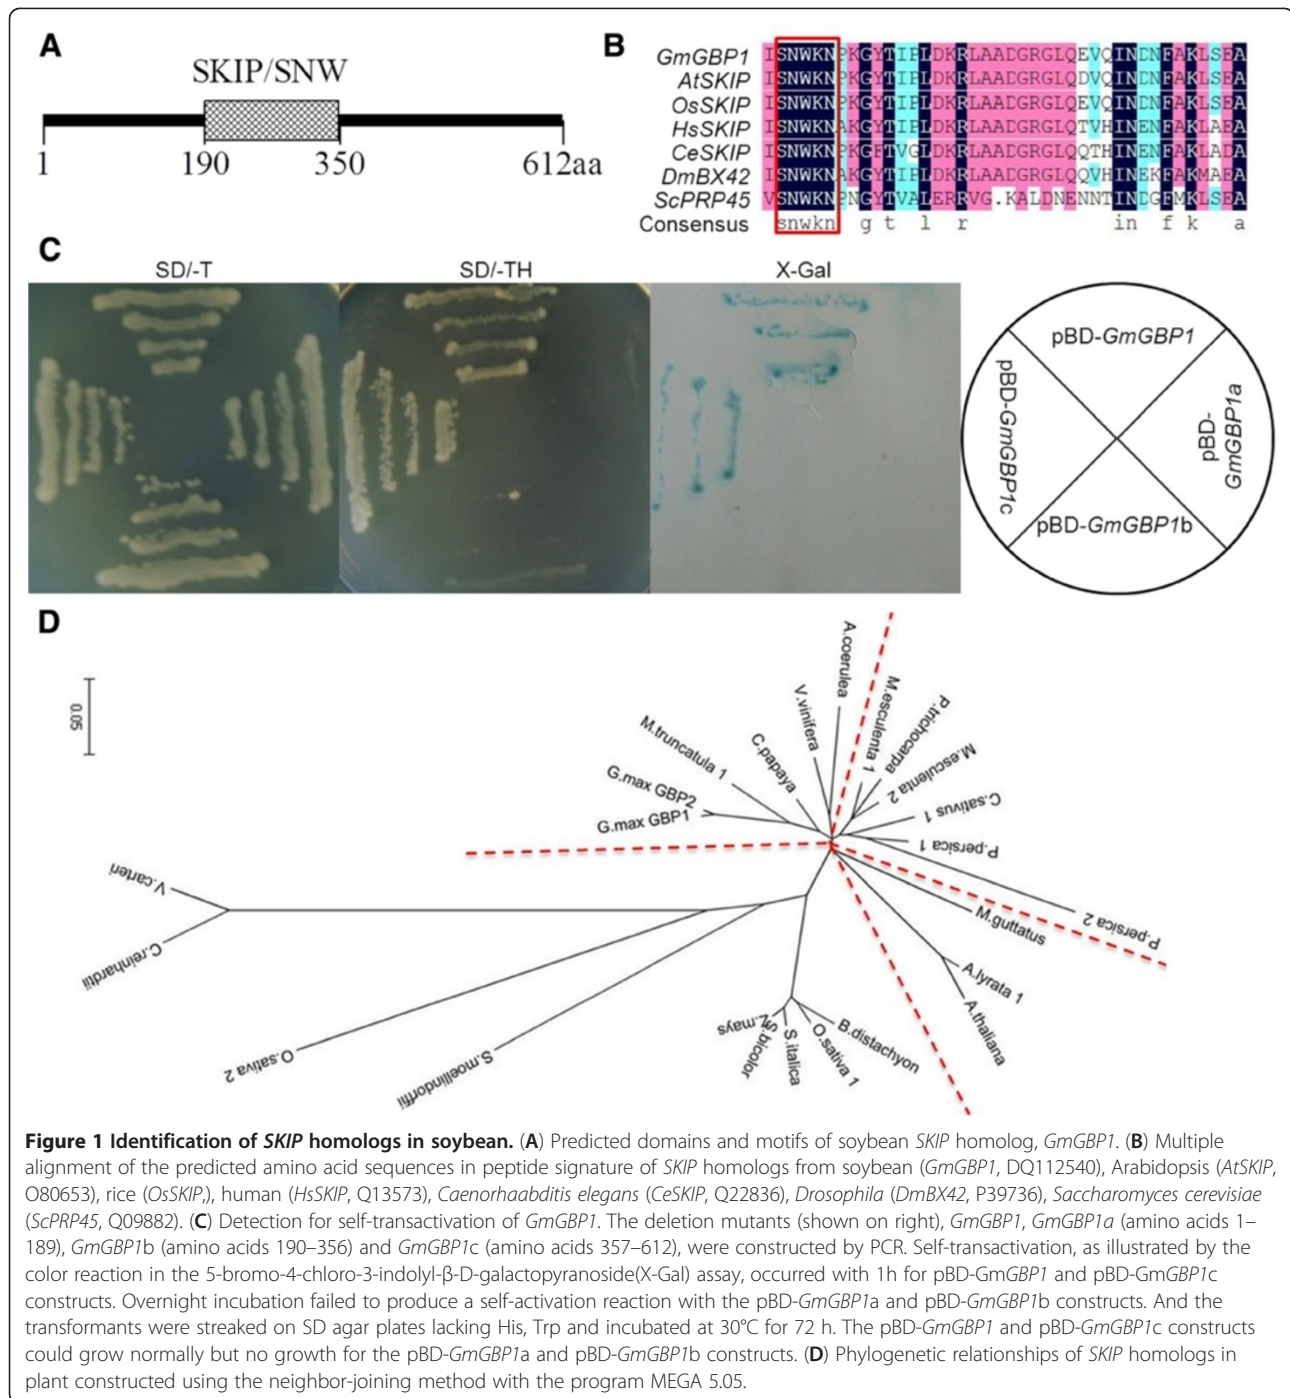 A
SKIP/SNW
1 190 350 612aa
B
GmGBP1 ISNWKNPKGYTIPLDKRLAADGRGLQEVQINDNFAKLSEA
AtSKIP ISNWKNPKGYTIPLDKRLAADGRGLQDVQINDNFAKLSEA
OsSKIP ISNWKNPKGYTIPLDKRLAADGRGLQEVQINDNFAKLSEA
HsSKIP ISNWKNAKGYTIPLDKRLAADGRGLQTVHINENFAKLAEA
CeSKIP ISNWKNPKGFTVGLDKRLAADGRGLQQTHINENFAKLADA
DmBX42 ISNWKNAKGYTIPLDKRLAADGRGLQQVHINEKFAKMAEA
ScPRP45 VSNWKNPNGYTVALERRVG.KALDNENNTINDGFMKLSEA
Consensus snwkn g t l r in f k a
C
SD/-T SD/-TH X-Gal
pBD-GmGBP1
pBD-GmGBP1a
pBD-GmGBP1b
pBD-GmGBP1c
D
0.05
A.coerulea
V.vinifera
C.papaya
M.truncatula 1
G.max GBP2
G.max GBP1
M.esculenta 1
P.trichocarpa
M.esculenta 2
C.sativus 1
P.persica 1
P.persica 2
M.guttatus
A.lyrata 1
A.thaliana
B.distachyon
O.sativa 1
S.italica
S.bicolor
Z.mays
S.moellindorffii
O.sativa 2
C.reinhardtii
V.carteri
Figure 1 Identification of SKIP homologs in soybean. (A) Predicted domains and motifs of soybean SKIP homolog, GmGBP1. (B) Multiple
alignment of the predicted amino acid sequences in peptide signature of SKIP homologs from soybean (GmGBP1, DQ112540), Arabidopsis (AtSKIP,
O80653), rice (OsSKIP,), human (HsSKIP, Q13573), Caenorhaabditis elegans (CeSKIP, Q22836), Drosophila (DmBX42, P39736), Saccharomyces cerevisiae
(ScPRP45, Q09882). (C) Detection for self-transactivation of GmGBP1. The deletion mutants (shown on right), GmGBP1, GmGBP1a (amino acids 1–
189), GmGBP1b (amino acids 190–356) and GmGBP1c (amino acids 357–612), were constructed by PCR. Self-transactivation, as illustrated by the
color reaction in the 5-bromo-4-chloro-3-indolyl-β-D-galactopyranoside(X-Gal) assay, occurred with 1h for pBD-GmGBP1 and pBD-GmGBP1c
constructs. Overnight incubation failed to produce a self-activation reaction with the pBD-GmGBP1a and pBD-GmGBP1b constructs. And the
transformants were streaked on SD agar plates lacking His, Trp and incubated at 30°C for 72 h. The pBD-GmGBP1 and pBD-GmGBP1c constructs
could grow normally but no growth for the pBD-GmGBP1a and pBD-GmGBP1b constructs. (D) Phylogenetic relationships of SKIP homologs in
plant constructed using the neighbor-joining method with the program MEGA 5.05.